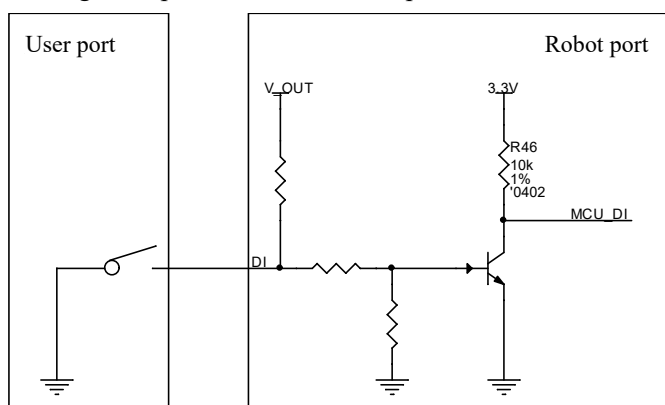 User port
Robot port
V_OUT
3.3V
R46
10k
1%
'0402
MCU_DI
DI